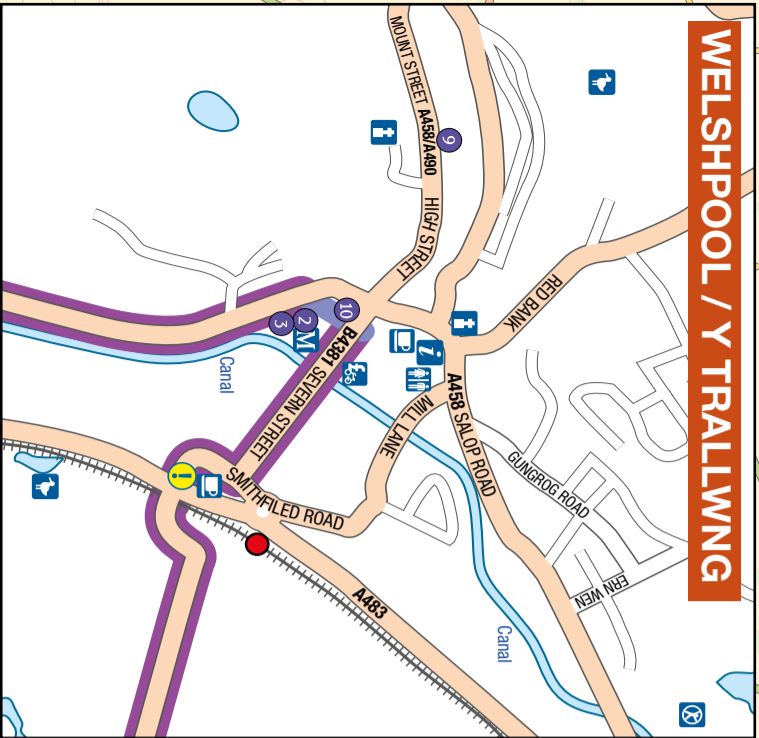 WELSHPOOL / Y TRALLWNG
MOUNT STREET A458/A490
HIGH STREET
9
RED BANK
10
2
3
M
B4381 SEVERN STREET
i
£
A458 SALOP ROAD
MILL LANE
GUNGROG ROAD
ERN WEN
Canal
SMITHFILED ROAD
!
A483
Canal